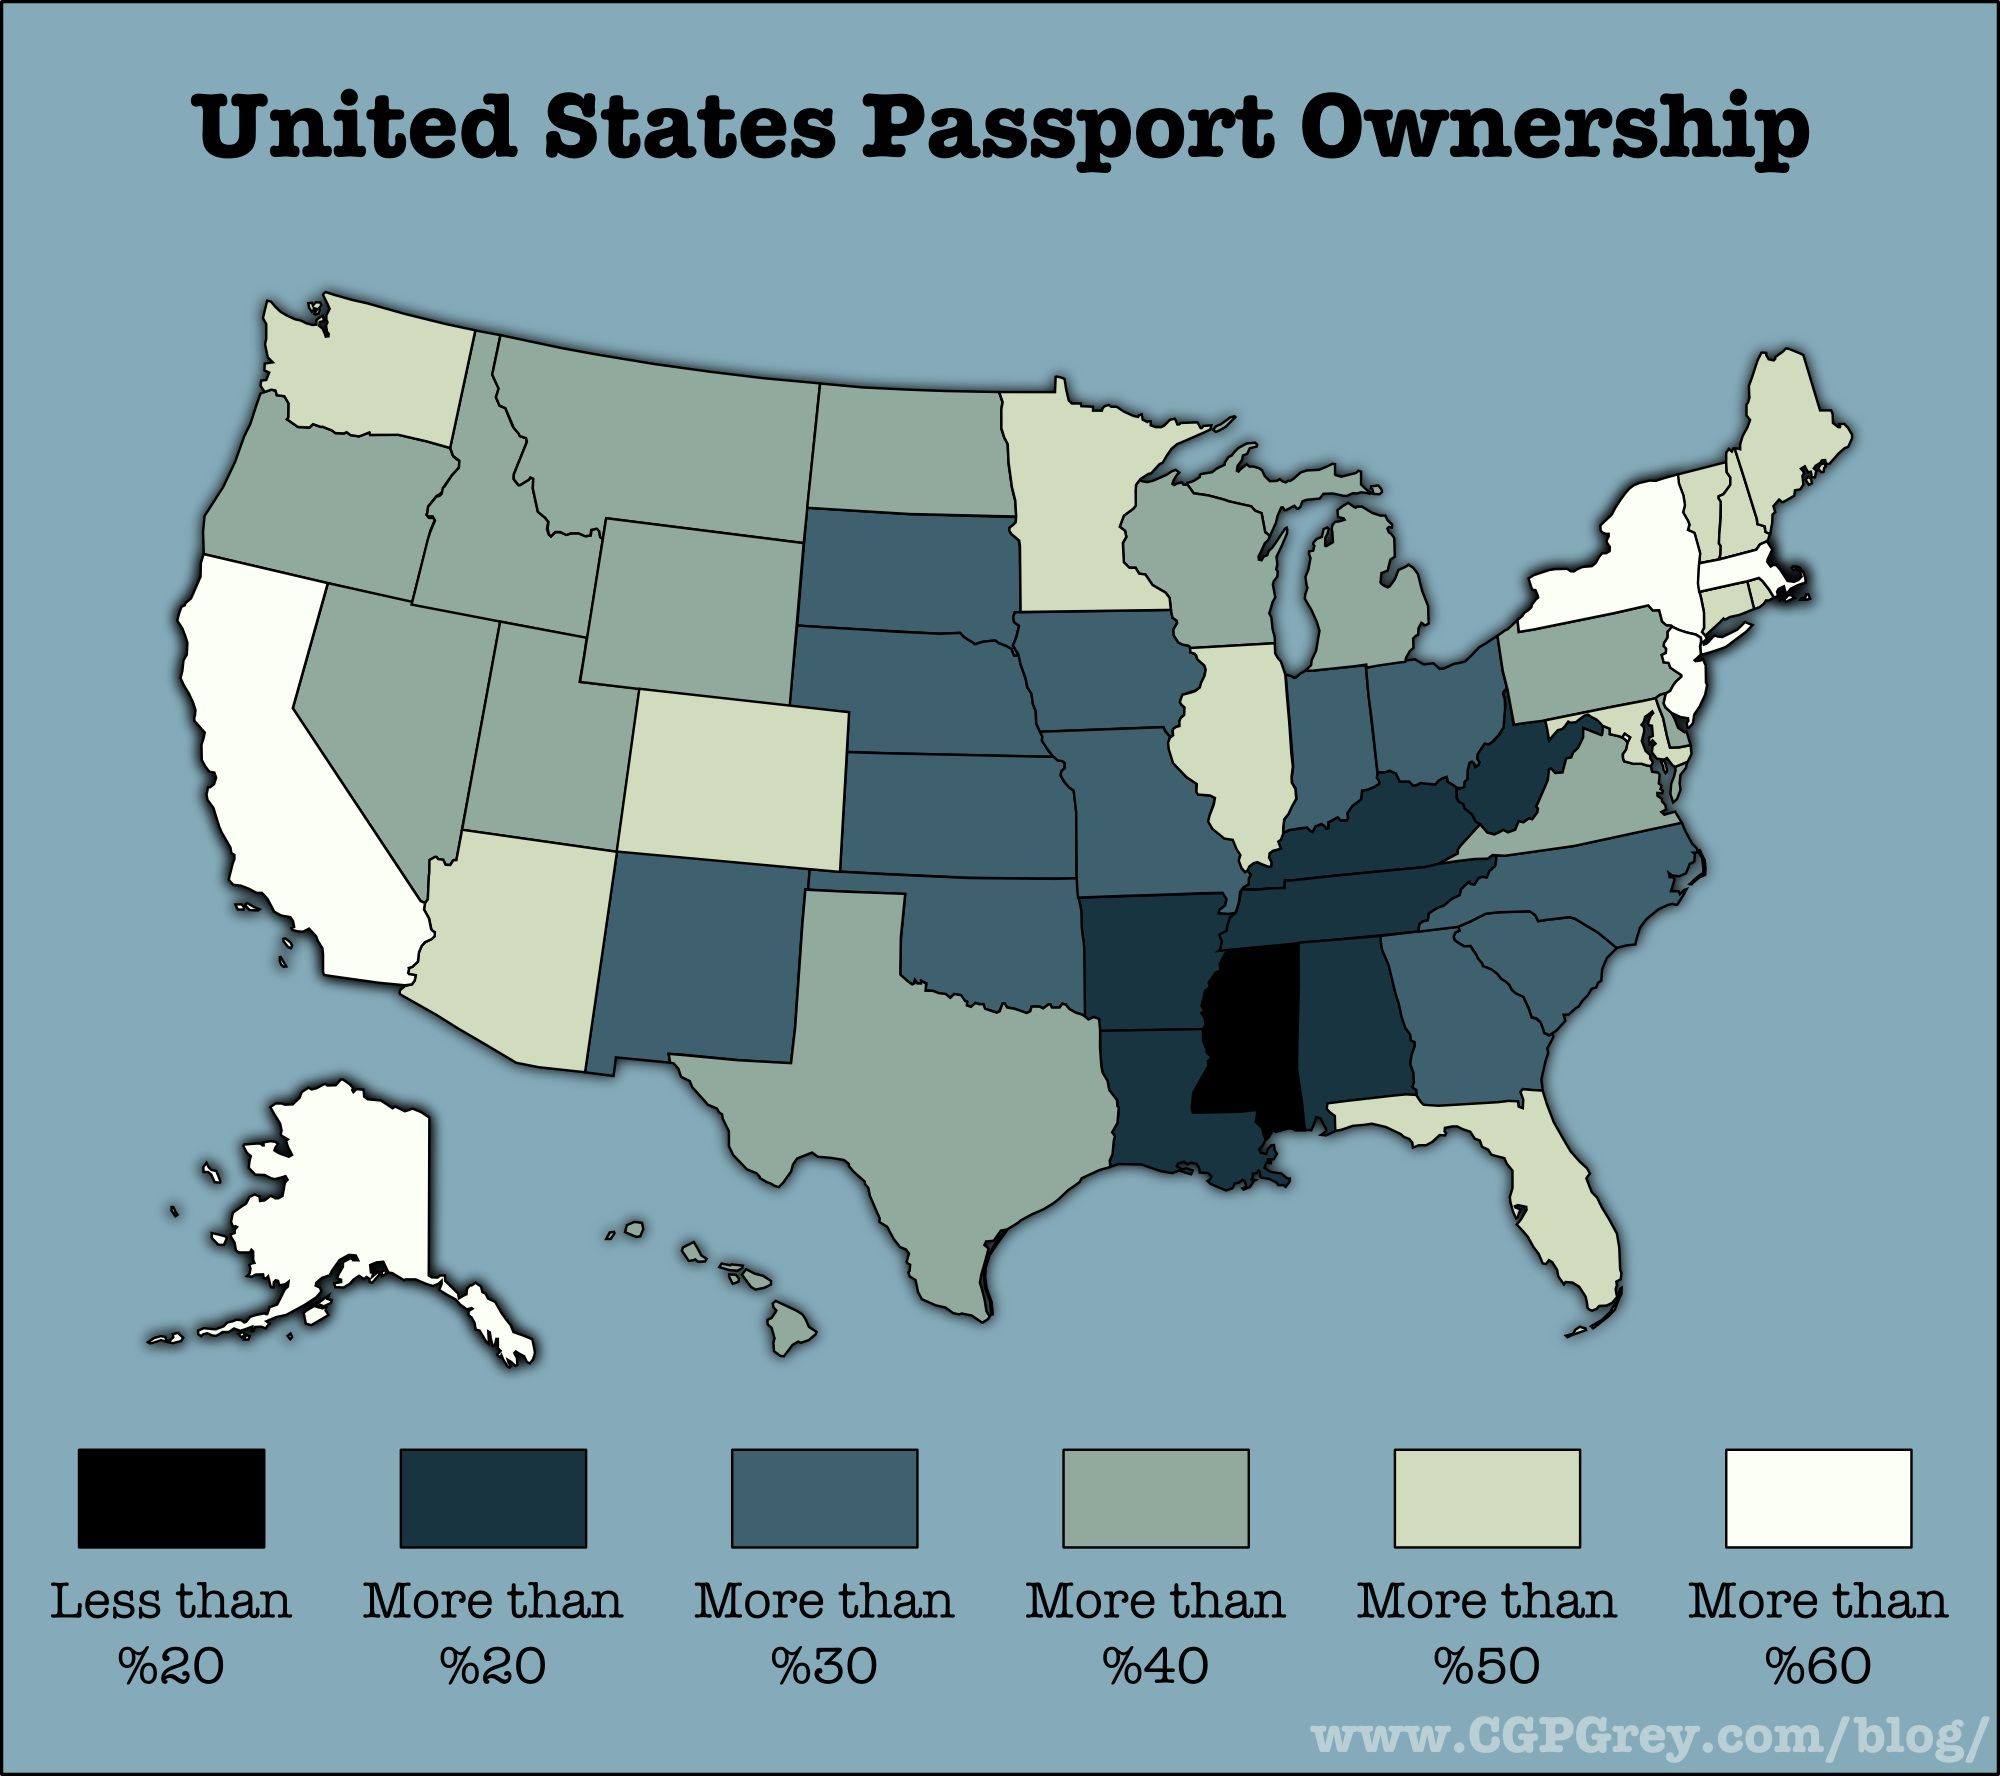 United States Passport Ownership
Less than
%20
More than
%20
More than
%30
More than
%40
More than
%50
More than
%60
www.CGPGrey.com/blog/